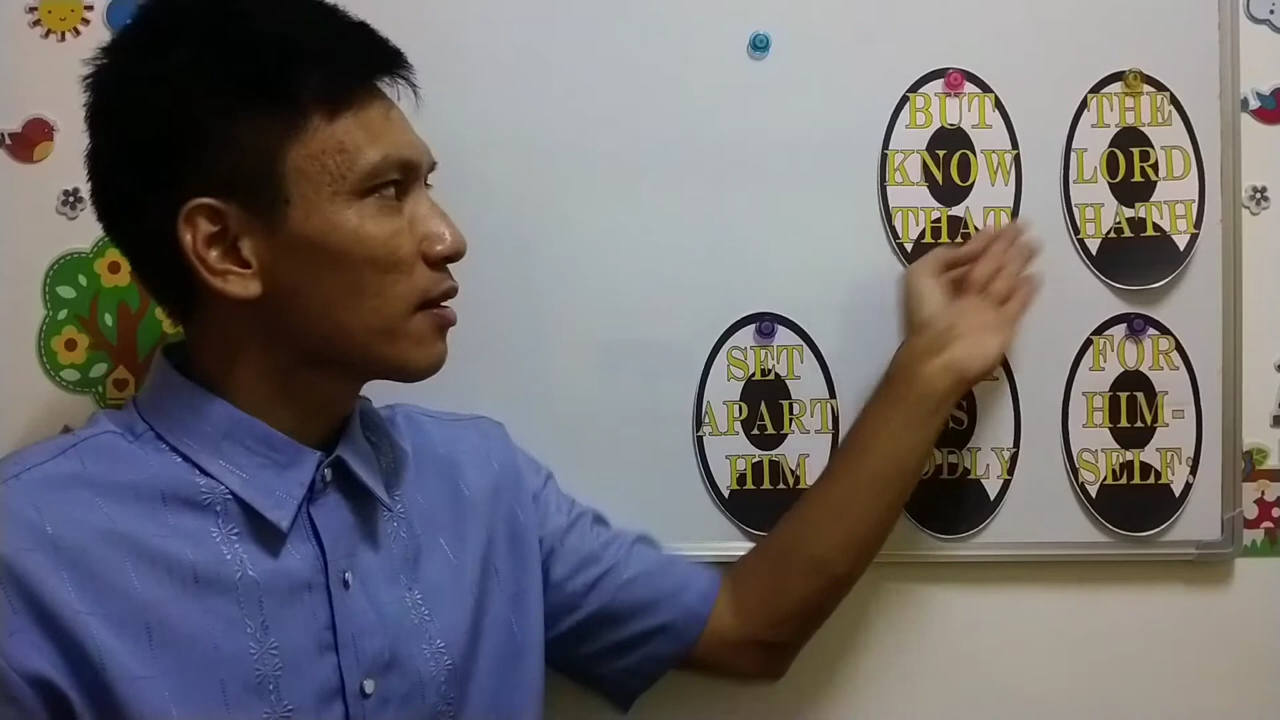 BUT
KNOW
THAT
THE
LORD
HATH
SET
APART
HIM
FOR
HIM-
SELF: